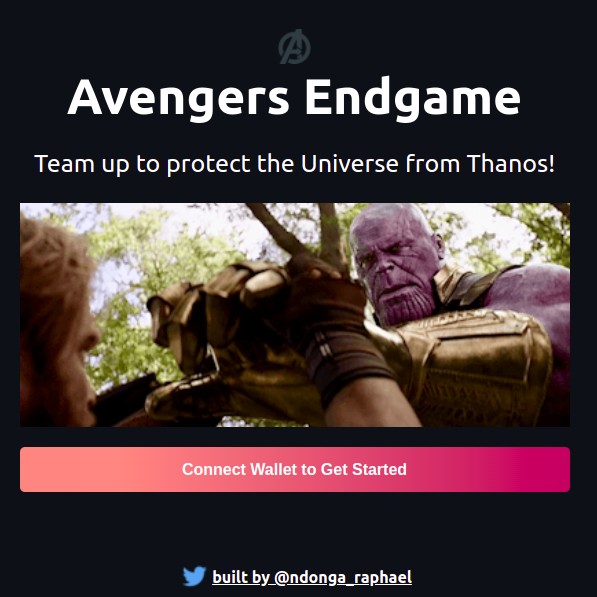 Avengers Endgame
Team up to protect the Universe from Thanos!
Connect Wallet to Get Started
built by @ndonga_raphael